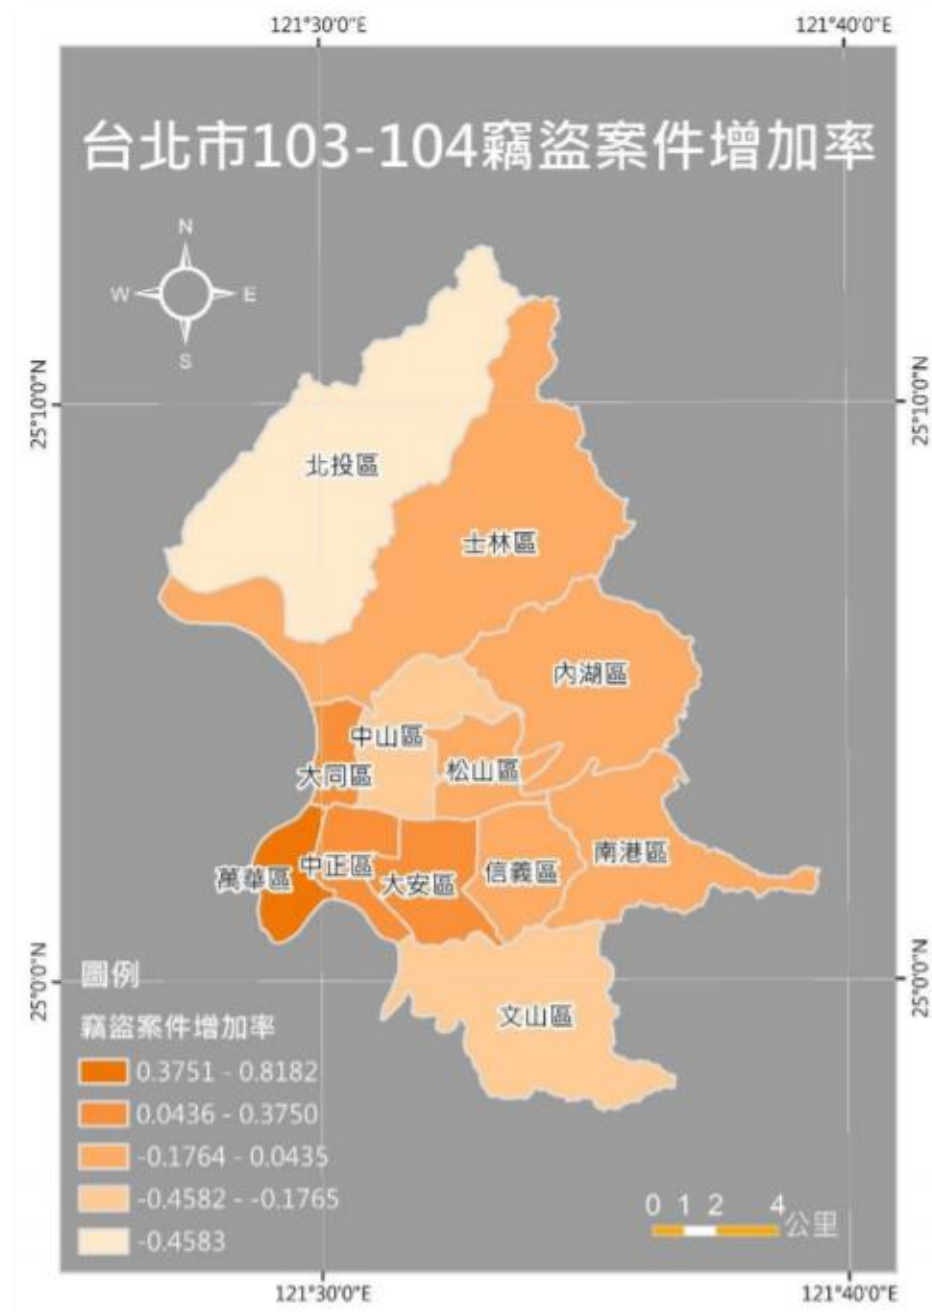 121°30'0"E 121°40'0"E
台北市103-104竊盜案件增加率
N
W E
S
25°10'0"N 25°10'0"N
北投區
士林區
內湖區
中山區
大同區 松山區
萬華區 中正區 大安區 信義區 南港區
25°0'0"N 25°0'0"N
文山區
圖例
竊盜案件增加率
0.3751 - 0.8182
0.0436 - 0.3750
-0.1764 - 0.0435
-0.4582 - -0.1765
-0.4583
0 1 2 4
公里
121°30'0"E 121°40'0"E